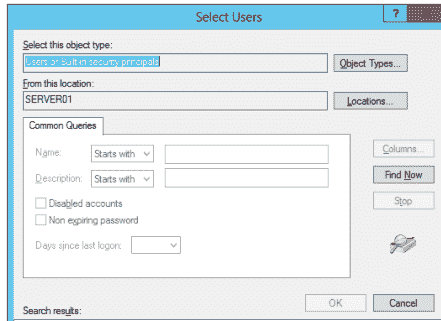 Select Users
?
Select this object type:
Users or Built-in security principals
Object Types...
From this location:
SERVER01
Locations...
Common Queries
Name:
Starts with
Columns...
Description:
Starts with
Find Now
Disabled accounts
Stop
Non expiring password
Days since last logon:
OK
Cancel
Search results: